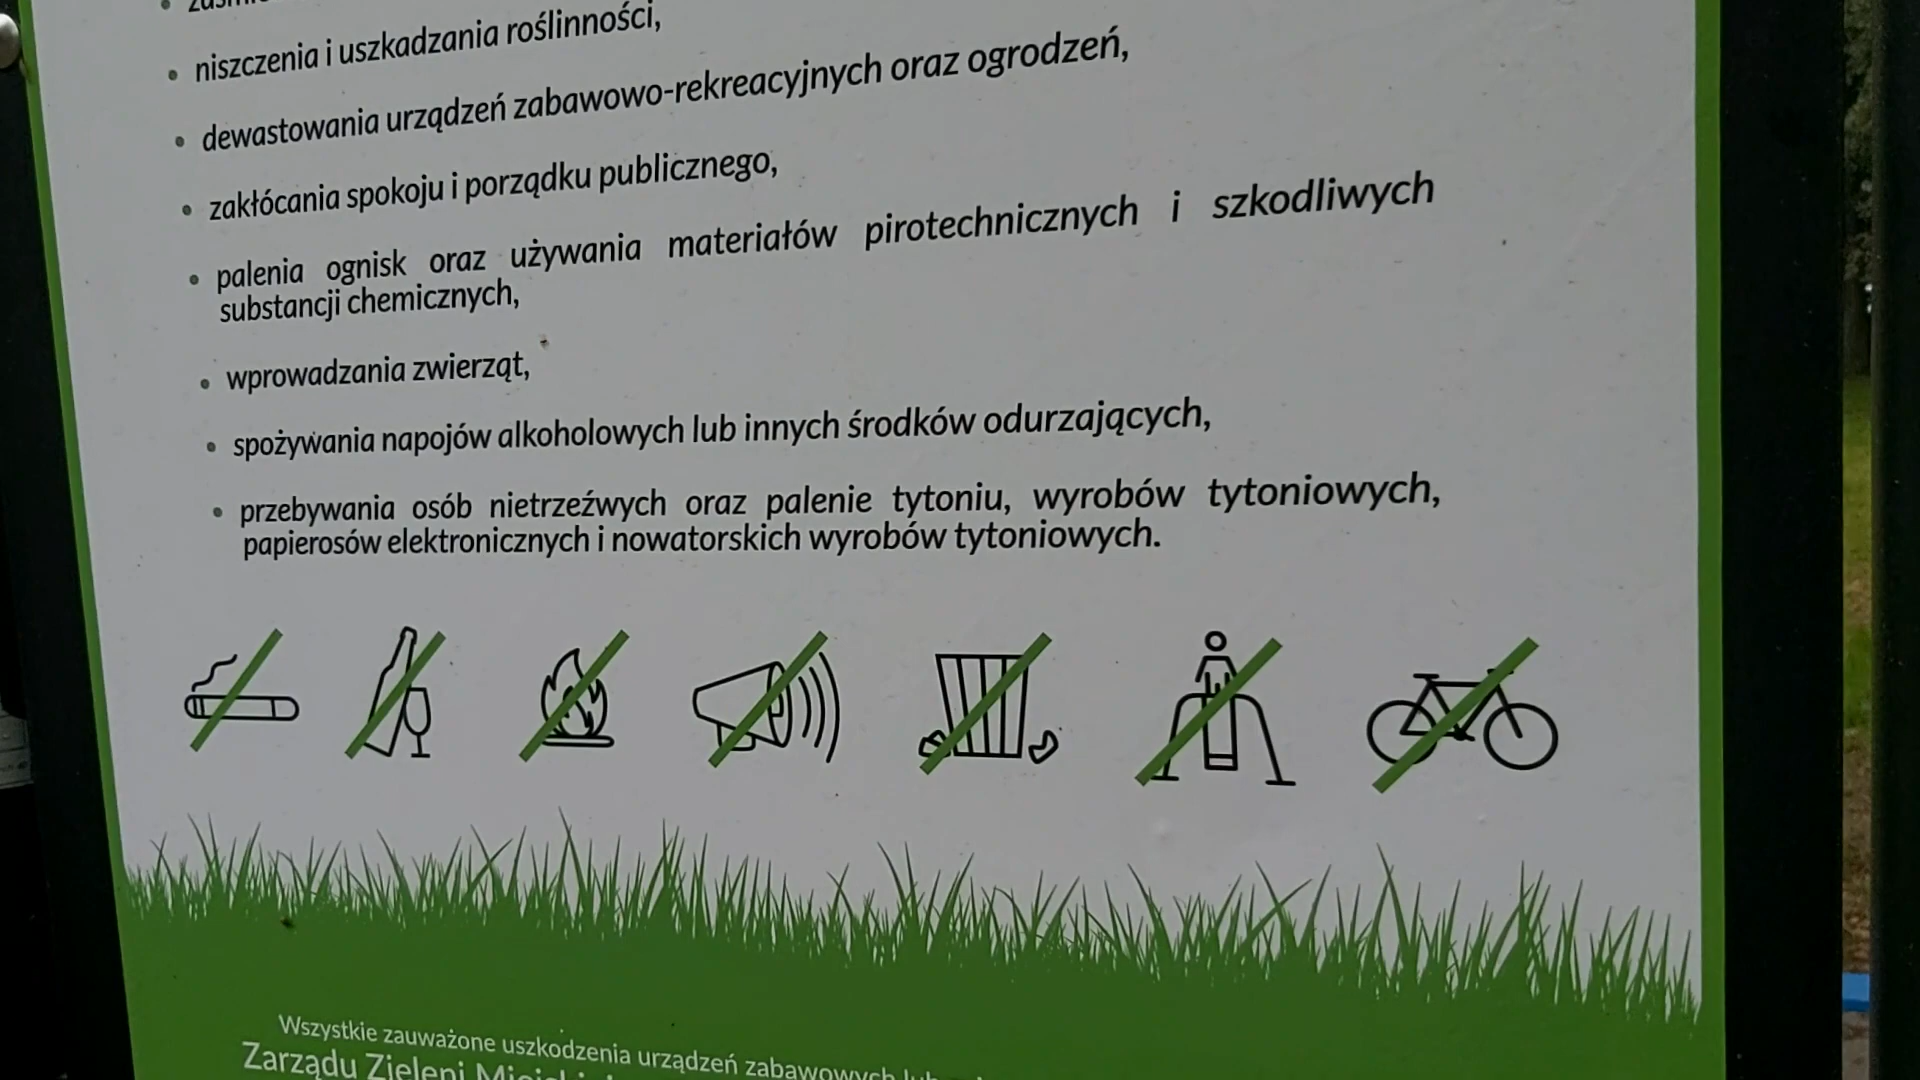 niszczenia i uszkadzania roślinności,
dewastowania urządzeń zabawowo-rekreacyjnych oraz ogrodzeń,
zakłócania spokoju i porządku publicznego,
palenia ognisk oraz używania materiałów pirotechnicznych i szkodliwych
substancji chemicznych,
wprowadzania zwierząt,
spożywania napojów alkoholowych lub innych środków odurzających,
przebywania osób nietrzeźwych oraz palenie tytoniu, wyrobów tytoniowych,
papierosów elektronicznych i nowatorskich wyrobów tytoniowych.
Wszystkie zauważone uszkodzenia urządzeń zabawowych lub
Zarządu Zieleni